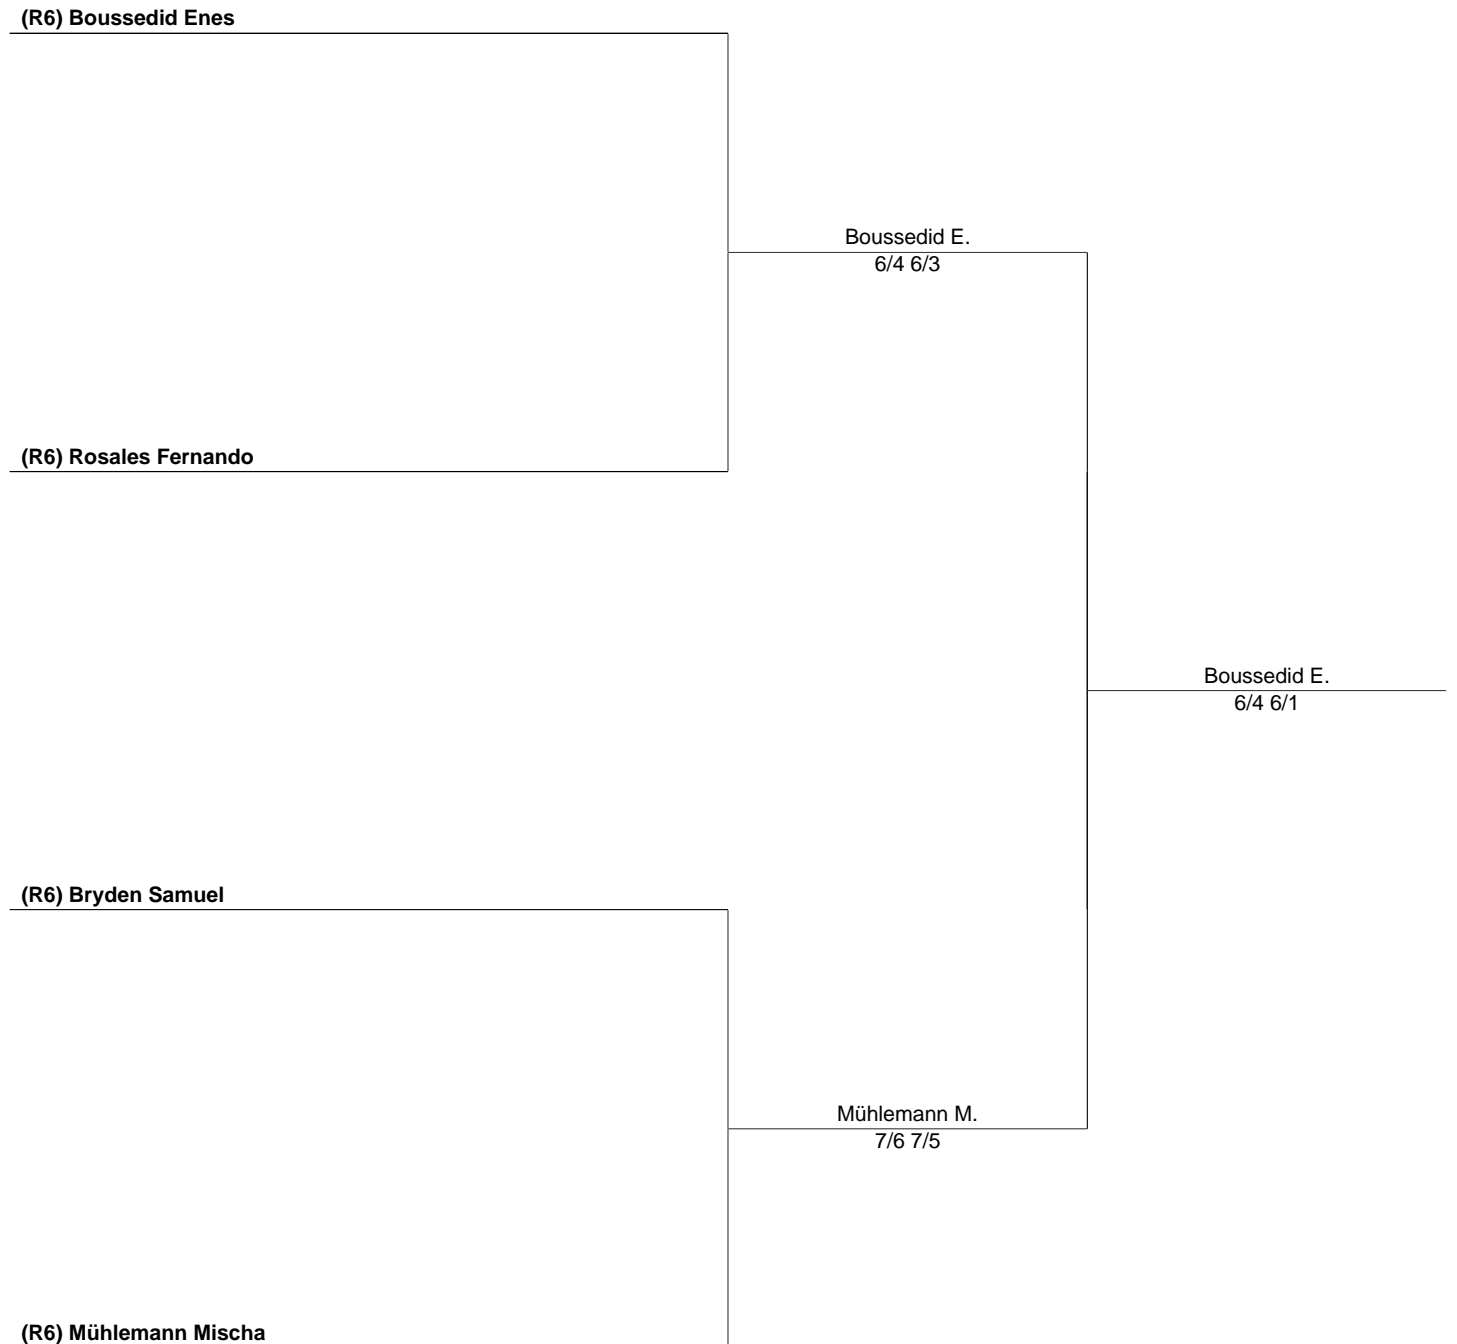 (R6) Boussedid Enes
Boussedid E.
6/4 6/3
(R6) Rosales Fernando
Boussedid E.
6/4 6/1
(R6) Bryden Samuel
Mühlemann M.
7/6 7/5
(R6) Mühlemann Mischa